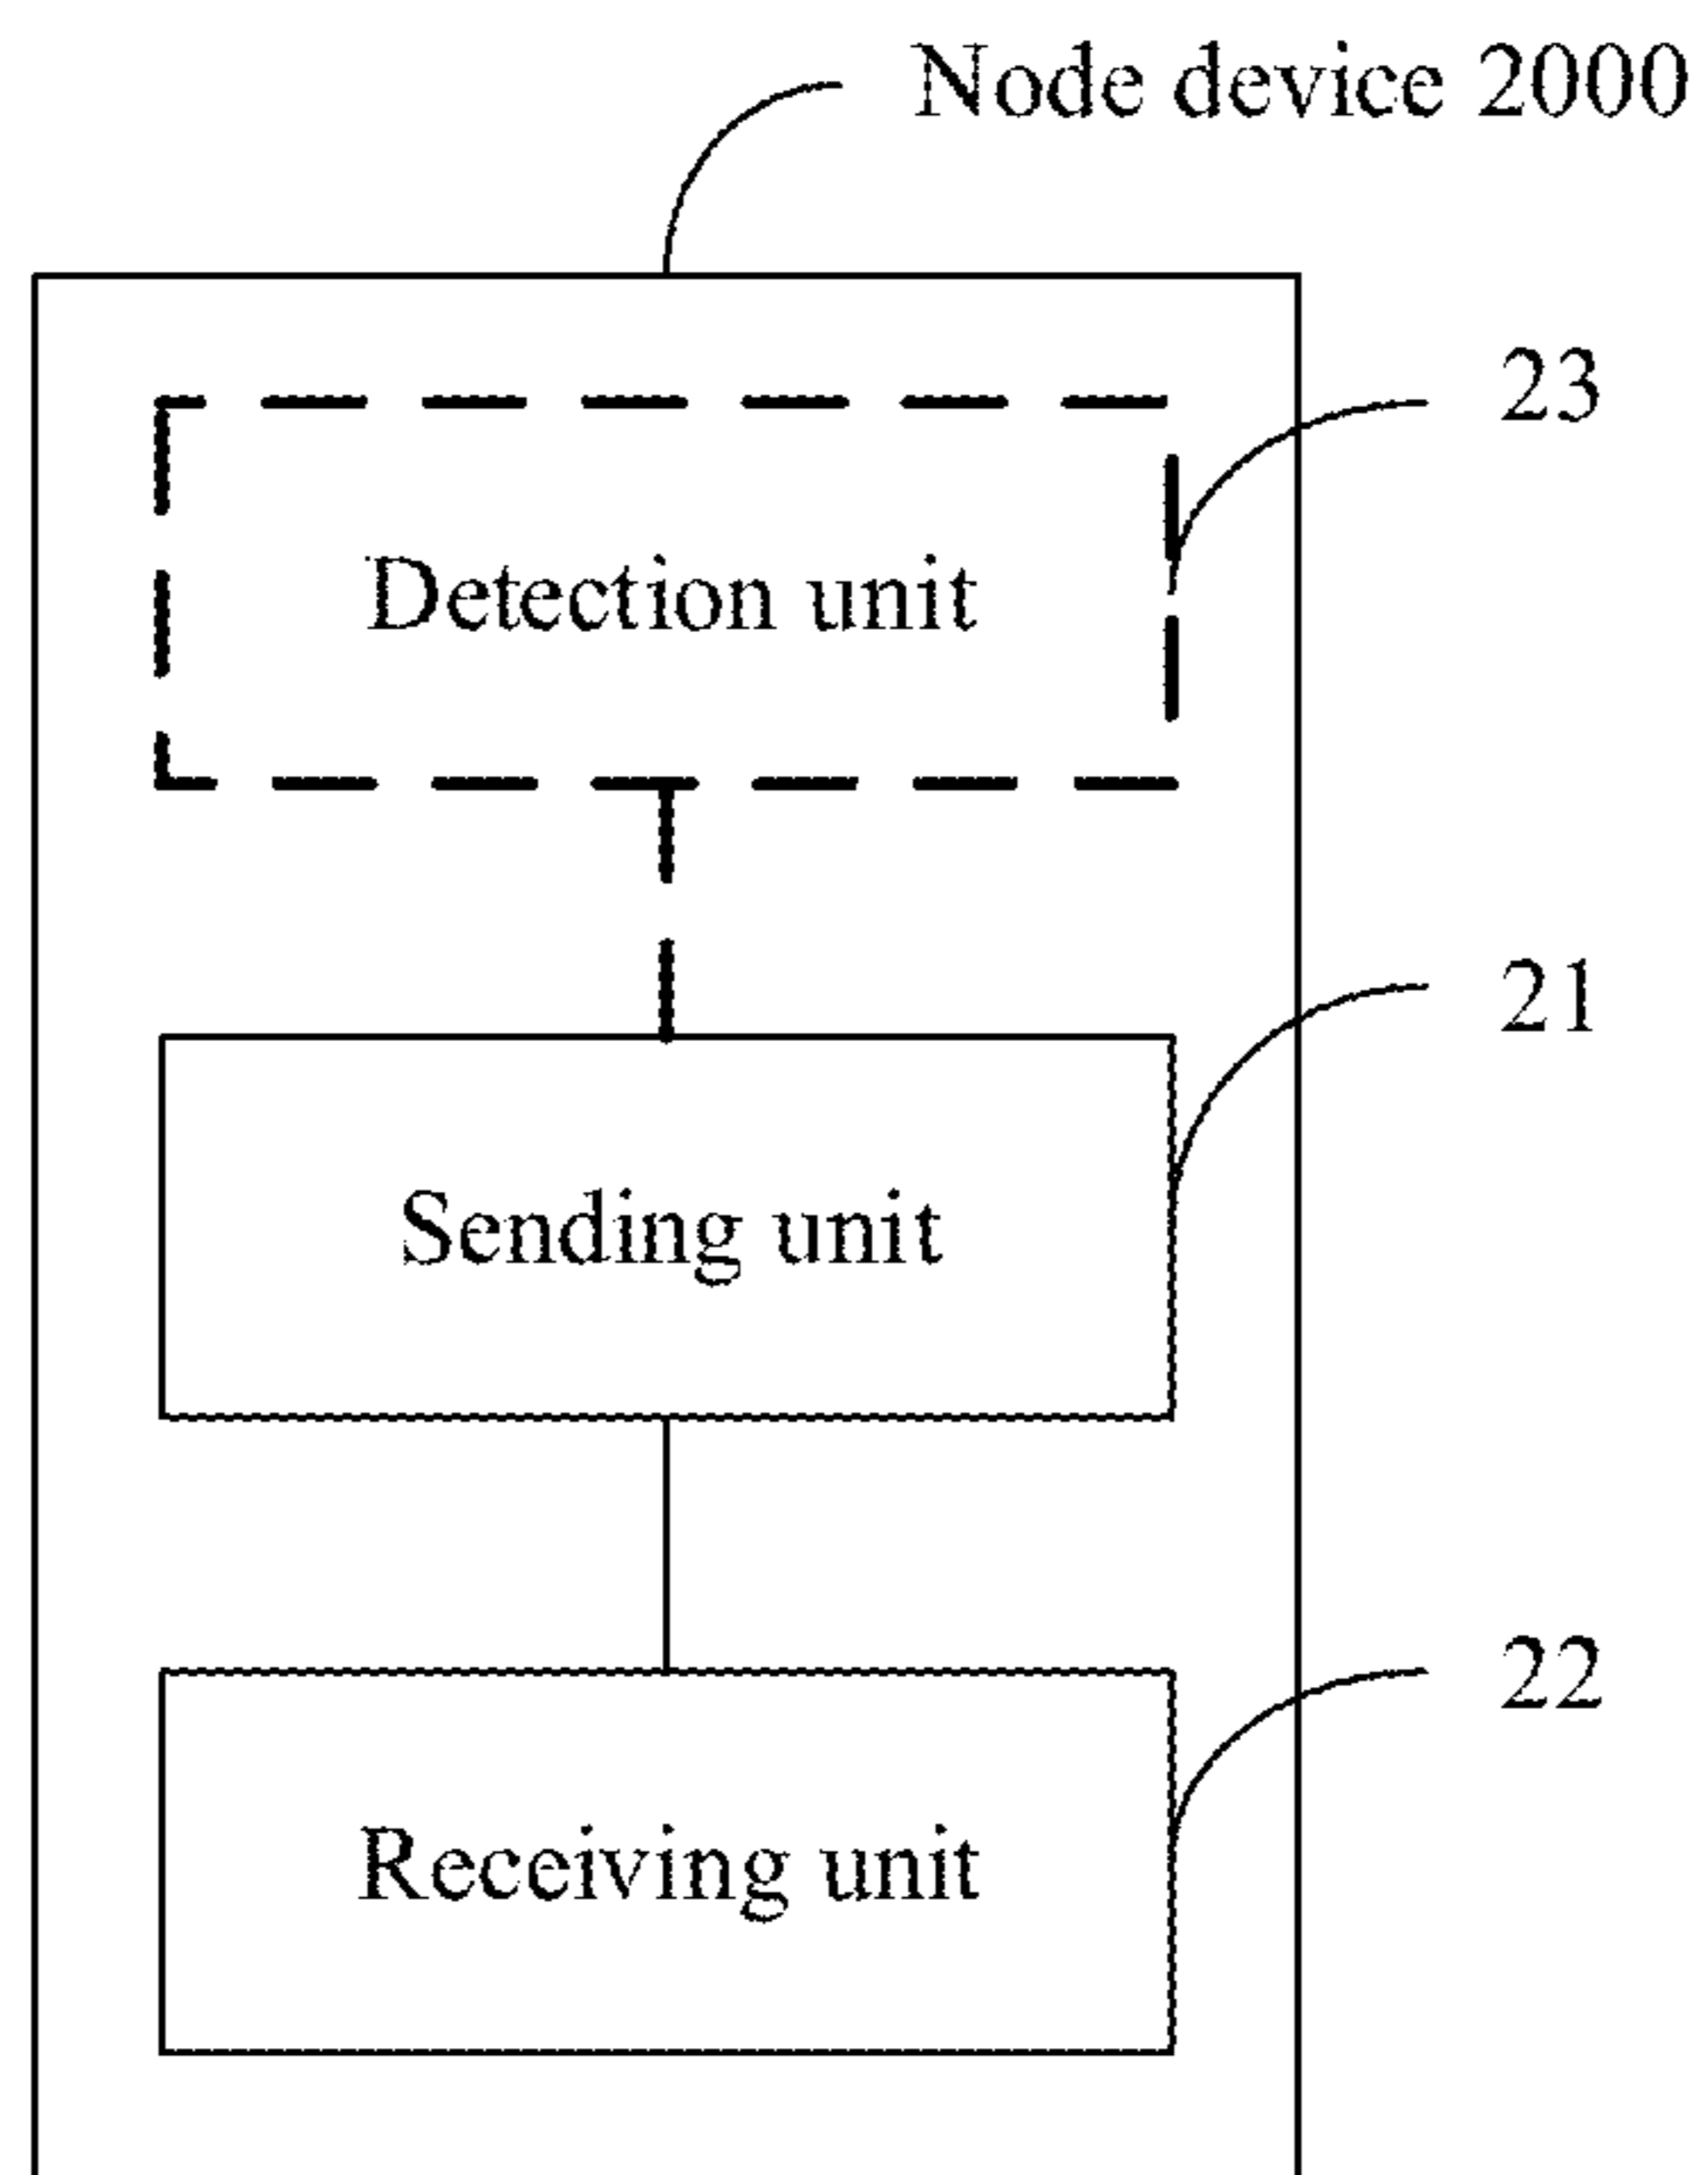 Node device 2000
23
Detection unit
21
Sending unit
22
Receiving unit